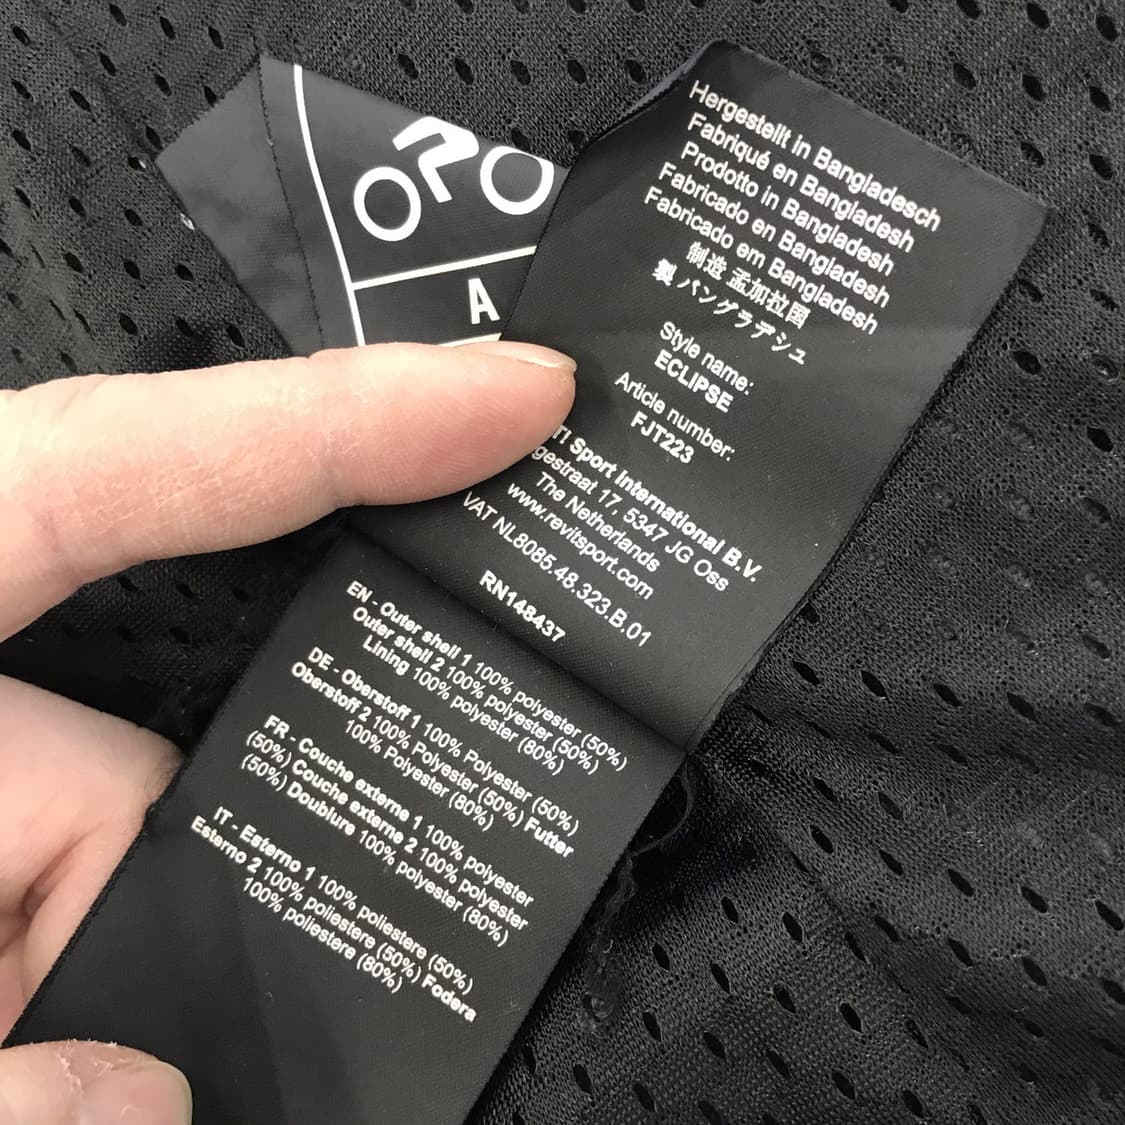 A
Hergestellt in Bangladesch
Fabriqué en Bangladesh
Prodotto in Bangladesh
Fabricado en Bangladesh
Fabricado em Bangladesh
制造 孟加拉国
製 バングラデシュ
Style name:
ECLIPSE
Article number:
FJT223
Sport International B.V.
17, 5347 JG Oss
The Netherlands
www.revitsport.com
VAT NL8085.48.323.B.01
RN148437
EN - Outer shell 1 100% polyester (50%)
Outer shell 2 100% polyester (50%)
Lining 100% polyester (80%)
DE - Oberstoff 1 100% Polyester (50%)
Oberstoff 2 100% Polyester (50%) Futter
100% Polyester (80%)
FR - Couche externe 1 100% polyester
(50%) Couche externe 2 100% polyester
(50%) Doublure 100% polyester (80%)
IT - Esterno 1 100% poliestere (50%)
Esterno 2 100% poliestere (50%) Fodera
100% poliestere (80%)